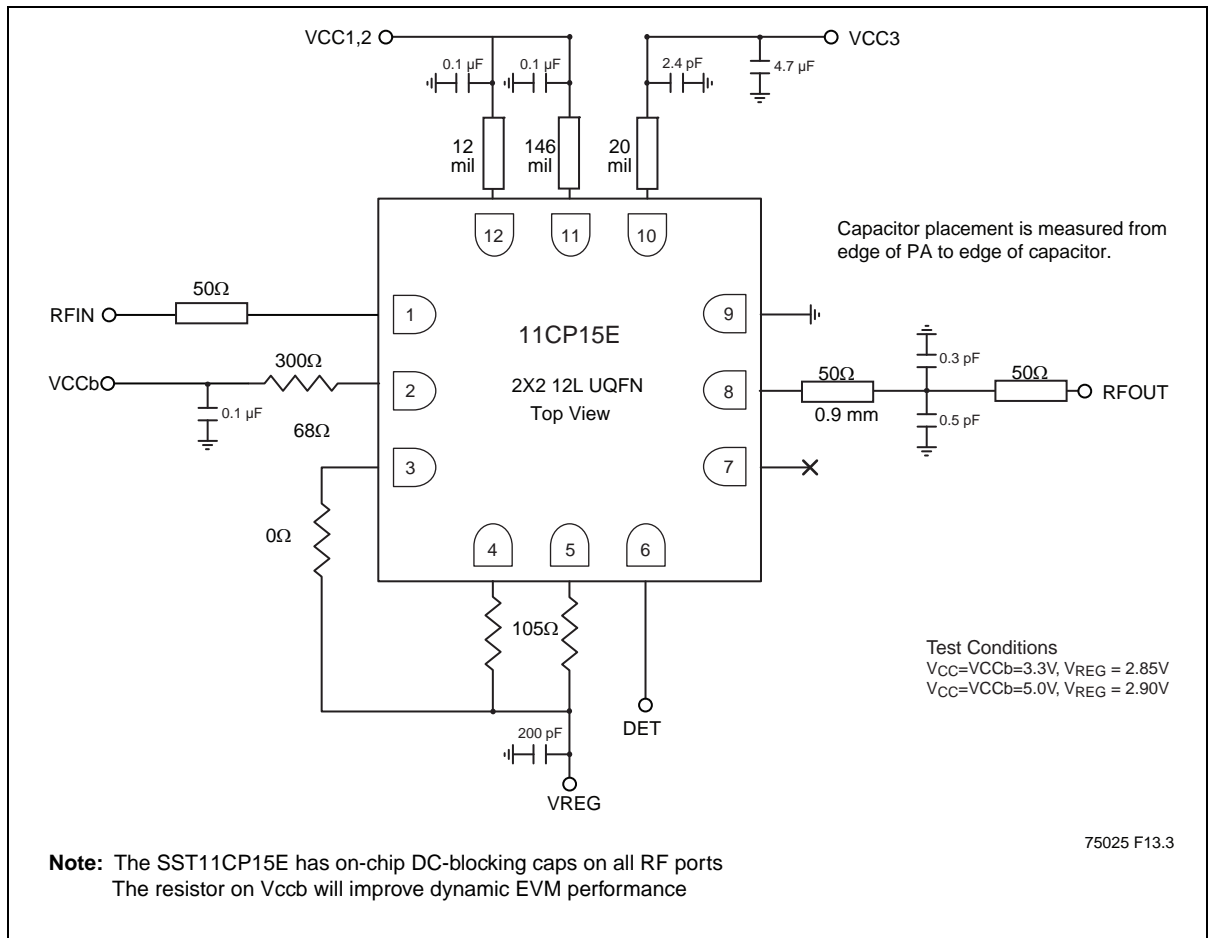 VCC1,2
VCC3
0.1 µF
0.1 µF
2.4 pF
4.7 µF
12
mil
146
mil
20
mil
12
11
10
Capacitor placement is measured from
edge of PA to edge of capacitor.
RFIN
50Ω
1
9
11CP15E
0.3 pF
VCCb
300Ω
2
2X2 12L UQFN
Top View
8
50Ω
0.9 mm
50Ω
RFOUT
0.1 µF
0.5 pF
68Ω
3
7
0Ω
4
5
6
105Ω
Test Conditions
VCC=VCCb=3.3V, VREG = 2.85V
VCC=VCCb=5.0V, VREG = 2.90V
DET
200 pF
VREG
75025 F13.3
Note: The SST11CP15E has on-chip DC-blocking caps on all RF ports
The resistor on Vccb will improve dynamic EVM performance